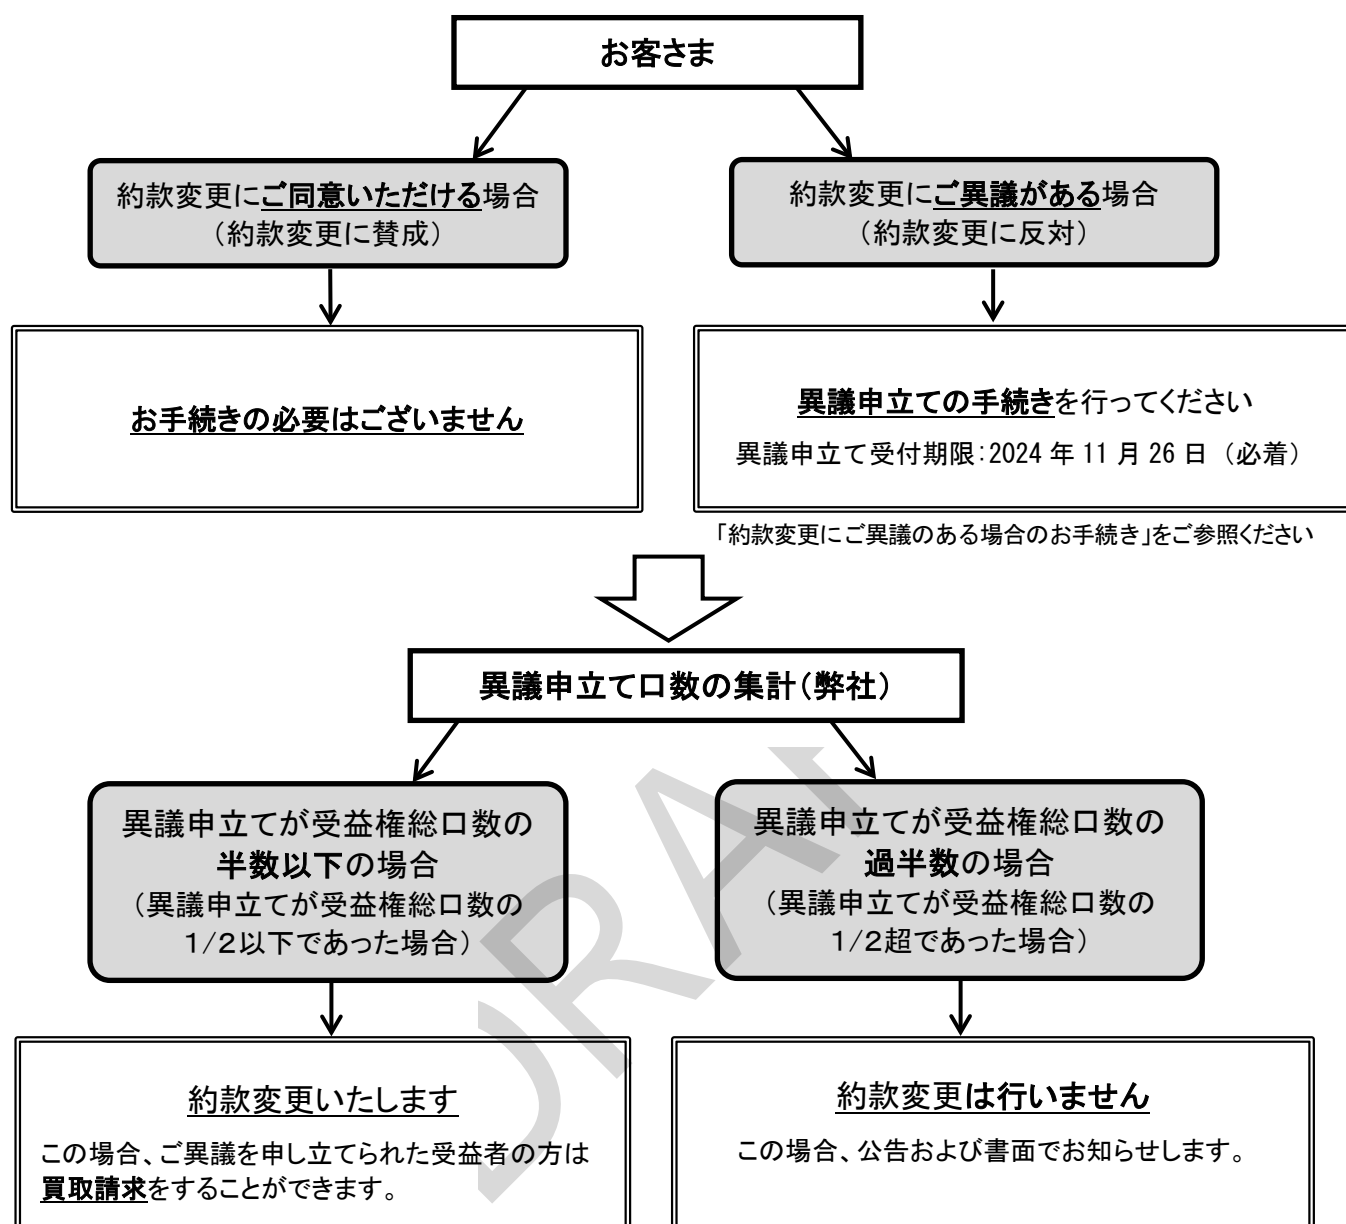 お客さま
約款変更にご同意いただける場合
（約款変更に賛成）
約款変更にご異議がある場合
（約款変更に反対）
お手続きの必要はございません
異議申立ての手続きを行ってください
異議申立て受付期限：2024 年 11 月 26 日 （必着）
「約款変更にご異議のある場合のお手続き」をご参照ください
異議申立て口数の集計（弊社）
異議申立てが受益権総口数の
半数以下の場合
（異議申立てが受益権総口数の
1/2以下であった場合）
異議申立てが受益権総口数の
過半数の場合
（異議申立てが受益権総口数の
1/2超であった場合）
約款変更いたします
この場合、ご異議を申し立てられた受益者の方は
買取請求をすることができます。
約款変更は行いません
この場合、公告および書面でお知らせします。